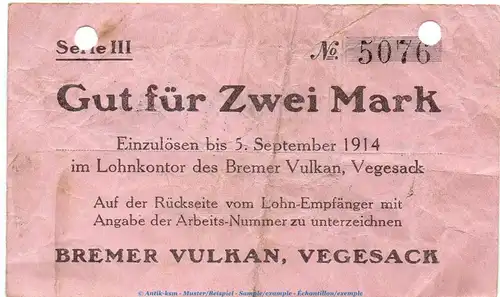 Serie III
№ 5076
Gut für Zwei Mark
Einzulösen bis 5. September 1914
im Lohnkontor des Bremer Vulkan, Vegesack
Auf der Rückseite vom Lohn-Empfänger mit
Angabe der Arbeits-Nummer zu unterzeichnen
BREMER VULKAN, VEGESACK
© Antik-ksm - Muster/Beispiel - Sample/exemple - Échantillon/exemple